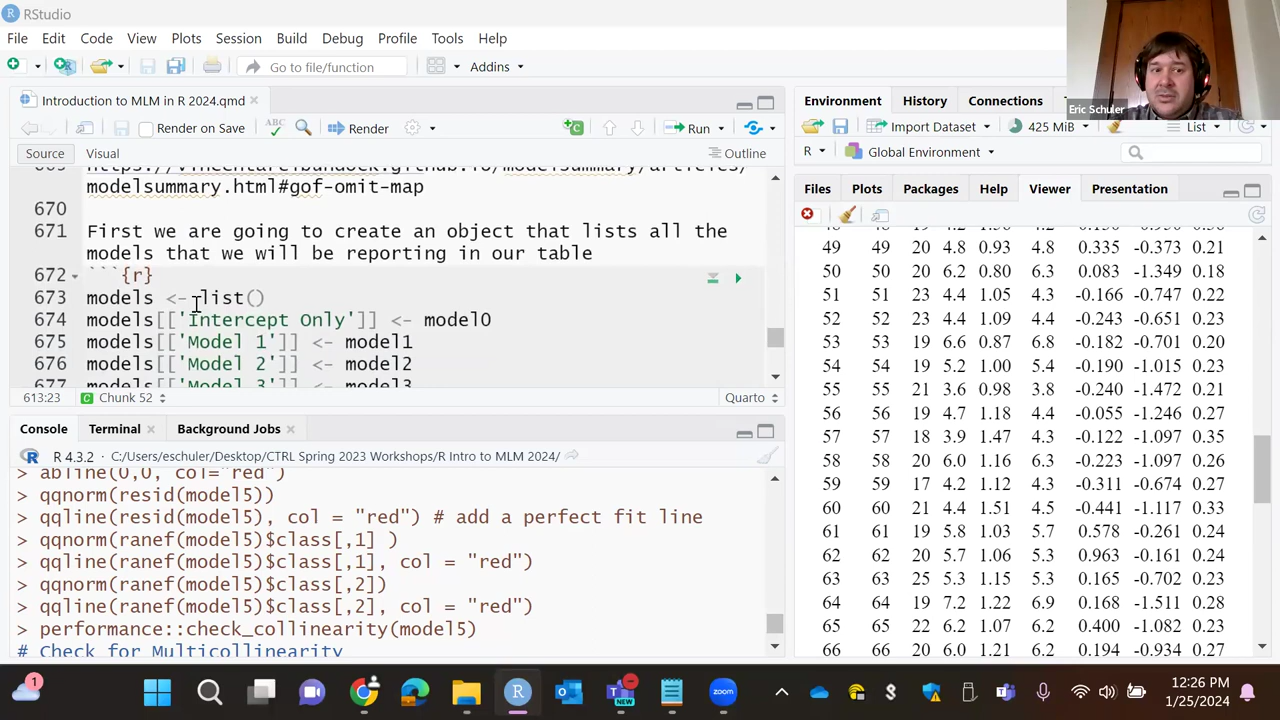 RStudio
File Edit Code View Plots Session Build Debug Profile Tools Help
Go to file/function Addins
Eric Schuler
Introduction to MLM in R 2024.qmd
Render on Save ABC Render Run
Source Visual Outline
modelsummary.html#gof-omit-map
670
671 First we are going to create an object that lists all the
models that we will be reporting in our table
672 ```{r}
673 models <- list()
674 models[['Intercept Only']] <- model0
675 models[['Model 1']] <- model1
676 models[['Model 2']] <- model2
677 models[['Model 3']] <- model3
613:23 Chunk 52 Quarto
Console Terminal Background Jobs
R 4.3.2 · C:/Users/eschuler/Desktop/CTRL Spring 2023 Workshops/R Intro to MLM 2024/
> abline(0,0, col="red")
> qqnorm(resid(model5))
> qqline(resid(model5), col = "red") # add a perfect fit line
> qqnorm(ranef(model5)$class[,1] )
> qqline(ranef(model5)$class[,1], col = "red")
> qqnorm(ranef(model5)$class[,2])
> qqline(ranef(model5)$class[,2], col = "red")
> performance::check_collinearity(model5)
# Check for Multicollinearity
Environment History Connections
Import Dataset 425 MiB List
R Global Environment
Files Plots Packages Help Viewer Presentation
49 49 20 4.8 0.93 4.8 0.335 -0.373 0.21
50 50 20 6.2 0.80 6.3 0.083 -1.349 0.18
51 51 23 4.4 1.05 4.3 -0.166 -0.747 0.22
52 52 23 4.4 1.09 4.4 -0.243 -0.651 0.23
53 53 19 6.6 0.87 6.8 -0.182 -0.701 0.20
54 54 19 5.2 1.00 5.4 -0.190 -1.015 0.23
55 55 21 3.6 0.98 3.8 -0.240 -1.472 0.21
56 56 19 4.7 1.18 4.4 -0.055 -1.246 0.27
57 57 18 3.9 1.47 4.3 -0.122 -1.097 0.35
58 58 20 6.0 1.16 6.3 -0.223 -1.097 0.26
59 59 17 4.2 1.12 4.3 -0.311 -0.674 0.27
60 60 21 4.4 1.51 4.5 -0.441 -1.117 0.33
61 61 19 5.8 1.03 5.7 0.578 -0.261 0.24
62 62 20 5.7 1.06 5.3 0.963 -0.161 0.24
63 63 25 5.3 1.15 5.3 0.165 -0.702 0.23
64 64 19 7.2 1.22 6.9 0.168 -1.511 0.28
65 65 22 6.2 1.07 6.2 0.400 -1.082 0.23
66 66 20 6.0 1.21 6.2 0.194 -0.934 0.27
1 NEW zoom
12:26 PM
1/25/2024